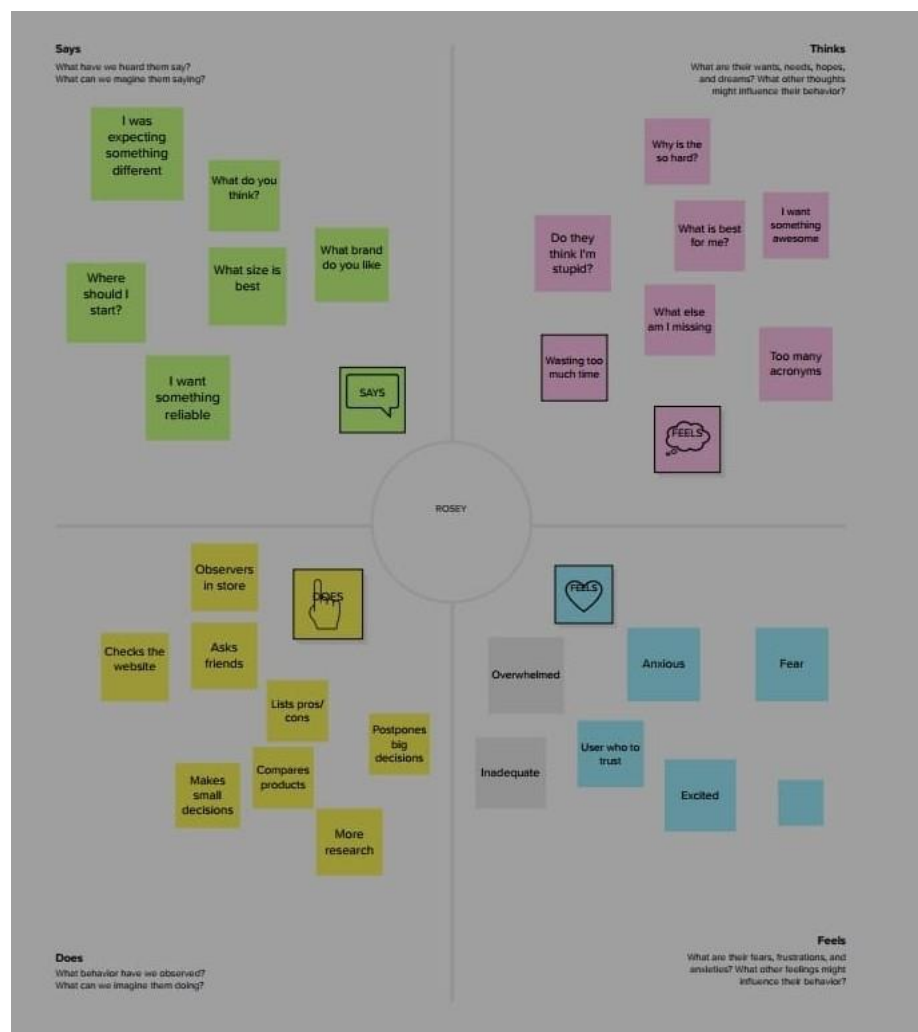 Says
What have we heard them say?
What can we magine them saying?
I was
expecting
something
different
What do you
think?
What brand
do you like
Where
should I
start?
What size is
best
I want
something
reliable
SAYS
Thinks
What are their wants, needs, hopes,
and dreams? What other thoughts
might influence their behavior?
Why is the
so hard?
I want
something
awesome
What is best
for me?
Do they
think I'm
stupid?
What else
am I missing
Wasting too
much time
Too many
acronyms
FEELS
ROSEY
Observers
in store
DOES
Checks the
website
Asks
friends
Lists pros/
cons
Postpones
big
decisions
Compares
products
Makes
small
decisions
More
research
Does
What behavior have we observed?
What can we imagine them doing?
FEELS
Overwhelmed
Anxious
Fear
User who to
trust
Inadequate
Excited
Feels
What are their fears, frustrations, and
anxieties? What other feelings might
influence their behavior?